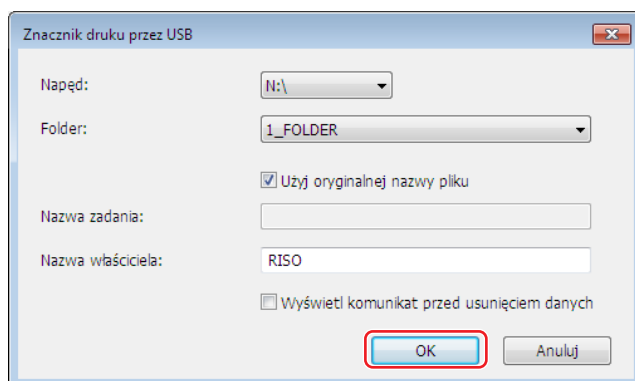 Znacznik druku przez USB
Napęd: N:\
Folder: 1_FOLDER
Użyj oryginalnej nazwy pliku
Nazwa zadania:
Nazwa właściciela: RISO
Wyświetl komunikat przed usunięciem danych
OK Anuluj